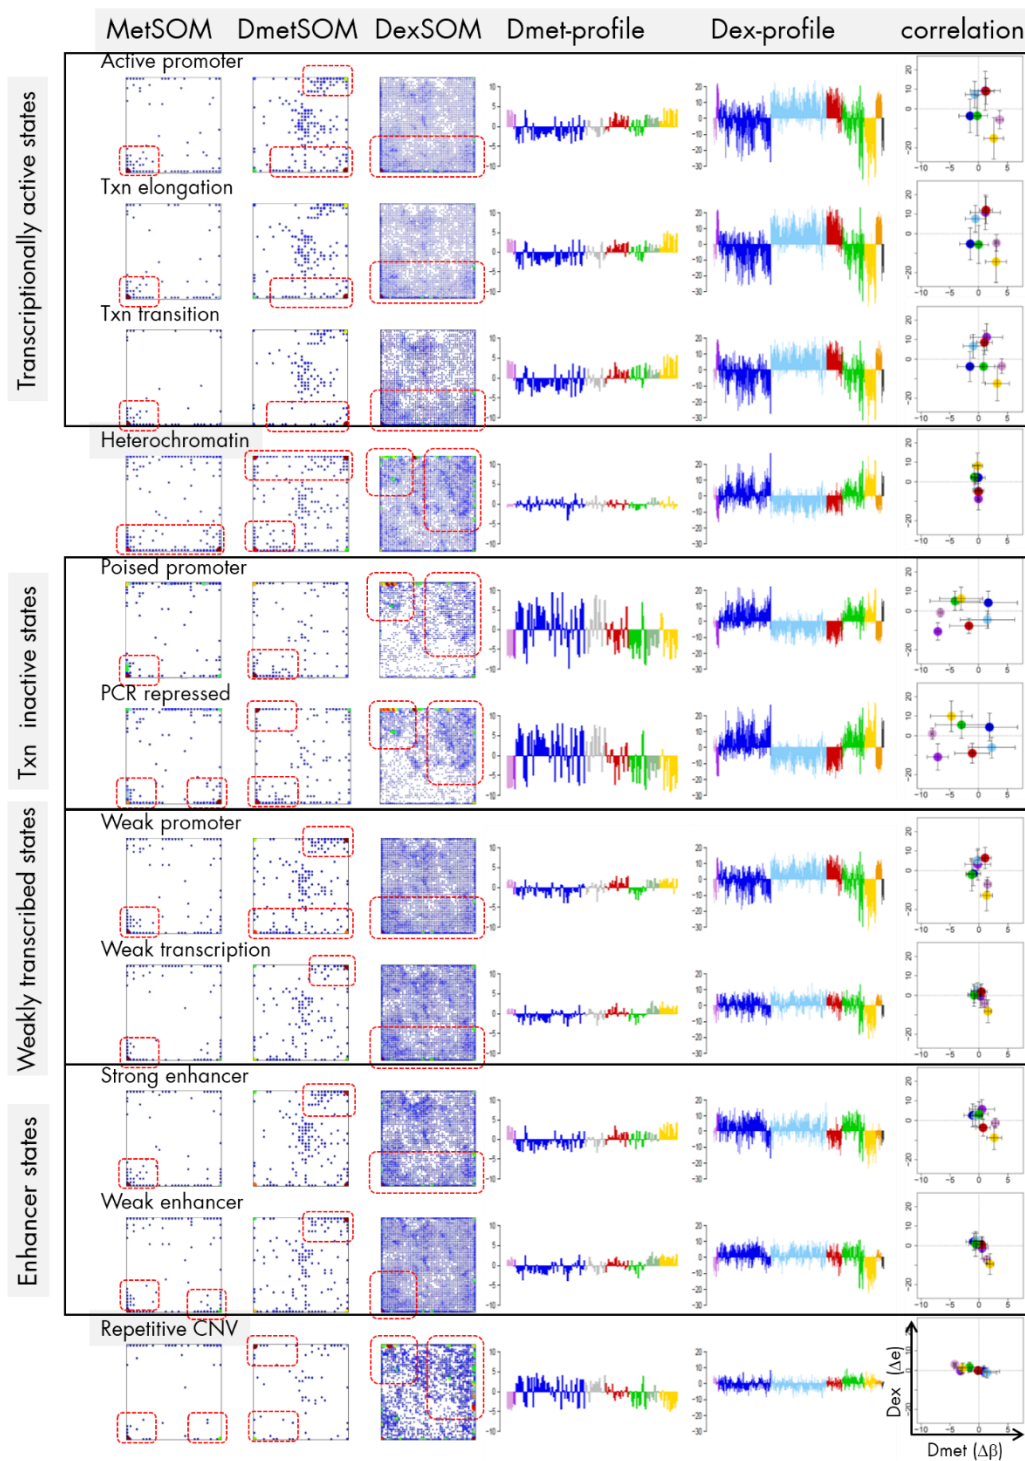 MetSOM DmetSOM DexSOM Dmet-profile Dex-profile correlation
Transcriptionally active states
Active promoter
Txn elongation
Txn transition
Heterochromatin
Txn inactive states
Poised promoter
PCR repressed
Weakly transcribed states
Weak promoter
Weak transcription
Enhancer states
Strong enhancer
Weak enhancer
Repetitive CNV
Dex (Δe)
Dmet (Δβ)